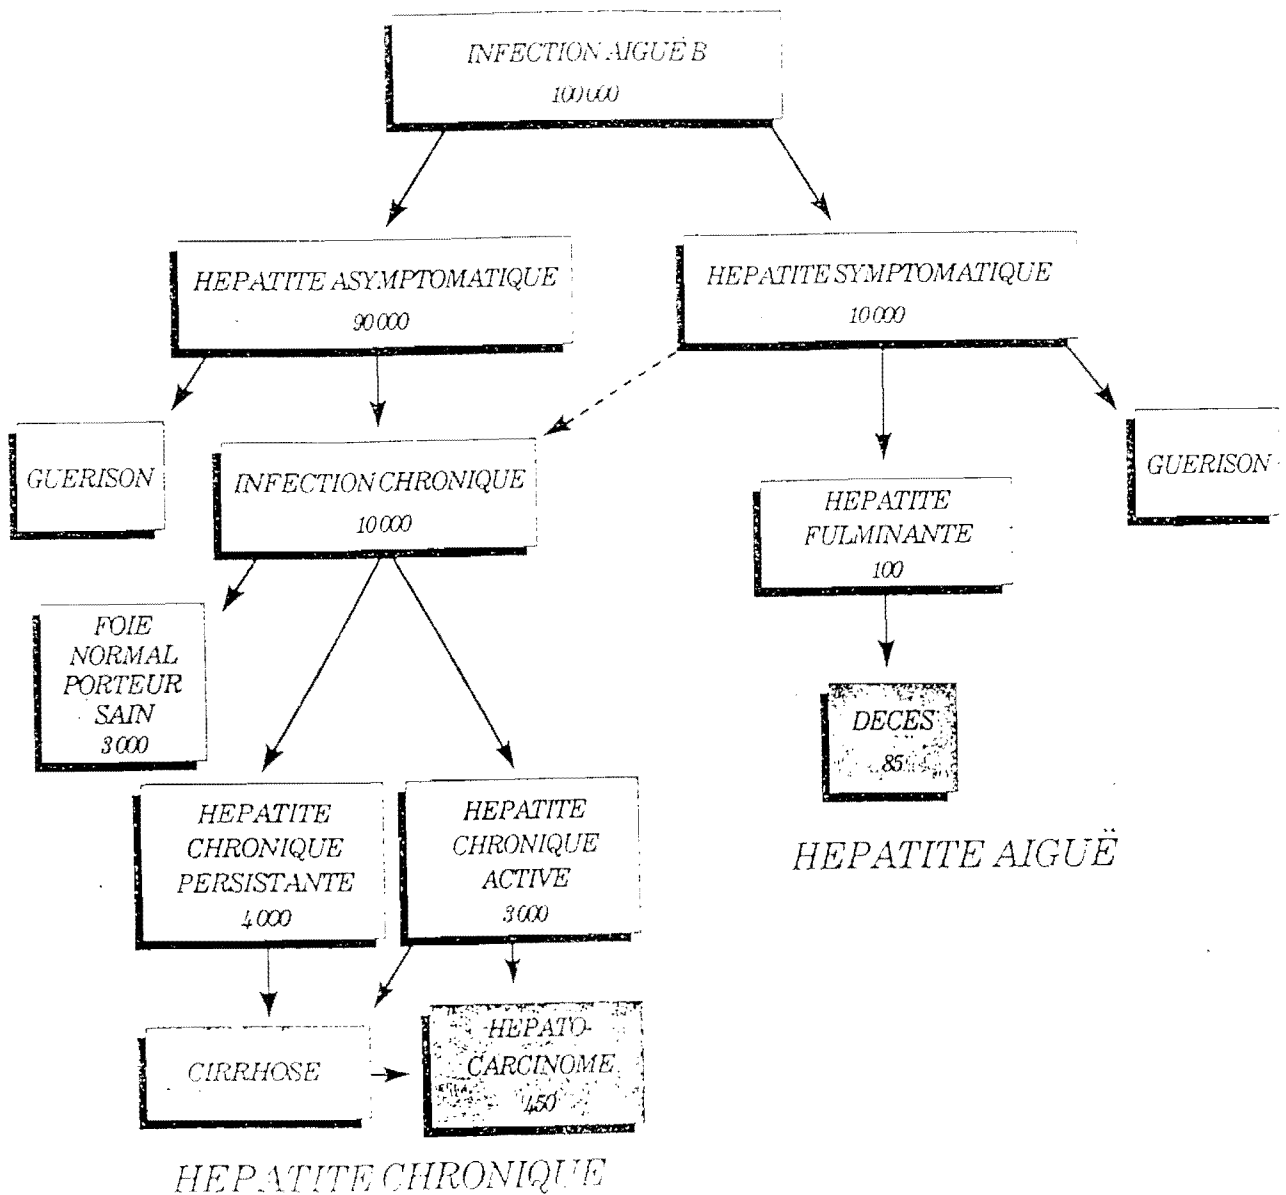 INFECTION AIGUË B
100 000
HEPATITE ASYMPTOMATIQUE
90 000
HEPATITE SYMPTOMATIQUE
10 000
GUERISON
INFECTION CHRONIQUE
10 000
HEPATITE
FULMINANTE
100
GUERISON
FOIE
NORMAL
PORTEUR
SAIN
3 000
DECES
85
HEPATITE
CHRONIQUE
PERSISTANTE
4 000
HEPATITE
CHRONIQUE
ACTIVE
3 000
HEPATITE AIGUË
CIRRHOSE
HEPATO-
CARCINOME
450
HEPATITE CHRONIQUE